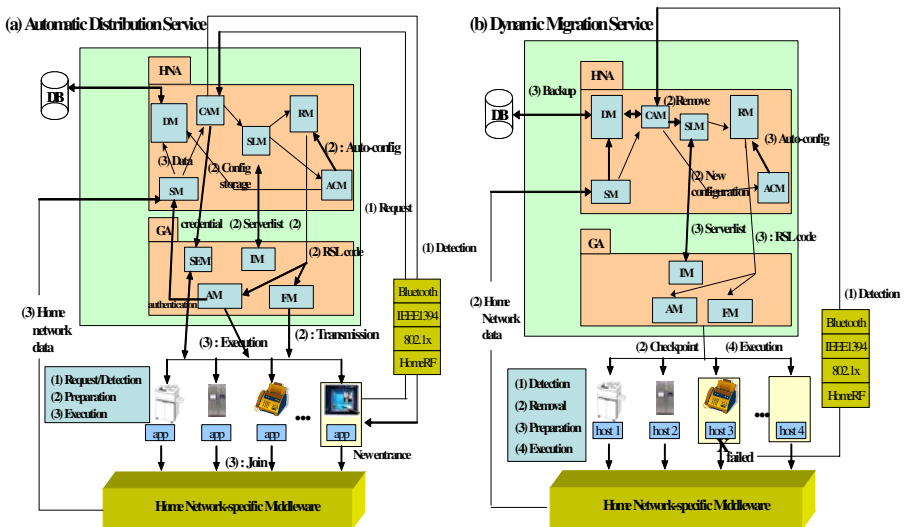 (a) Automatic Distribution Service
HNA
DB
DM
CAM
RM
SLM
(2) : Auto-config
(3) Data
(2) Config
storage
SM
ACM
(1) Request
GA
credential
(2) Serverlist
(2)
(1) Detection
SEM
IM
(2) RSL code
AM
FM
authentication
(3) Home
network
data
(2) : Transmission
(3) : Execution
Bluetooth
IEEE1394
802.1x
HomeRF
(1) Request/Detection
(2) Preparation
(3) Execution
app
app
app
app
...
(3) : Join
New entrance
Home Network-specific Middleware
(b) Dynamic Migration Service
HNA
(3) Backup
(2) Remove
DB
DM
CAM
SLM
RM
(3) Auto-config
(2) New
configuration
SM
ACM
GA
(3) Serverlist
(3) : RSL code
IM
AM
FM
(2) Home
Network
data
(1) Detection
Bluetooth
IEEE1394
802.1x
HomeRF
(2) Checkpoint
(4) Execution
(1) Detection
(2) Removal
(3) Preparation
(4) Execution
host 1
host 2
host 3
host 4
...
X
failed
Home Network-specific Middleware